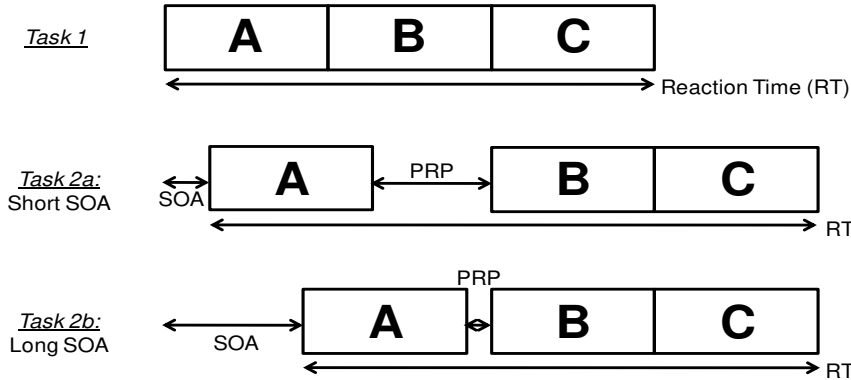 Task 1
A B C
Reaction Time (RT)
Task 2a:
Short SOA
SOA
A
PRP
B C
RT
Task 2b:
Long SOA
SOA
A
PRP
B C
RT